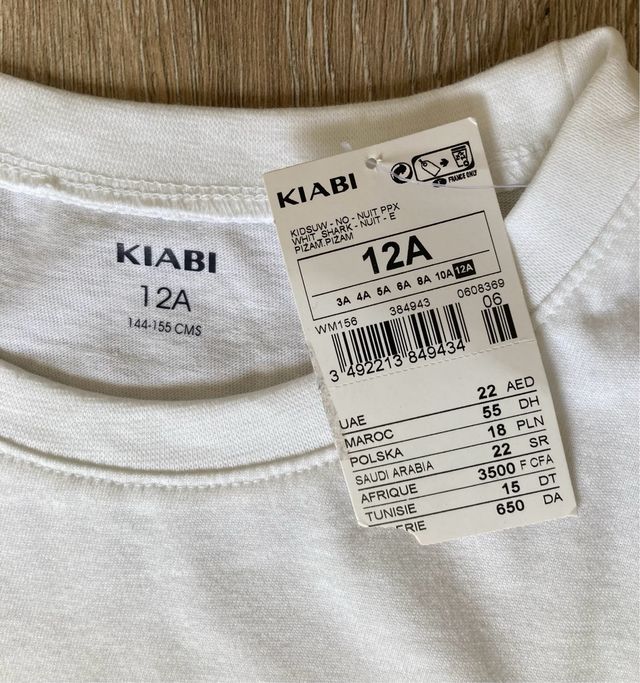 KIABI
12A
144-155 CMS
KIABI
FRANCE ONLY
KIDSUW - NO - NUIT PPX
WHIT_SHARK - NUIT - E
PIZAM.PIZAM
12A
3A 4A 5A 6A 8A 10A 12A
WM156 384943 0608369
06
3 492213 849434
UAE 22 AED
MAROC 55 DH
POLSKA 18 PLN
SAUDI ARABIA 22 SR
AFRIQUE 3500 F CFA
TUNISIE 15 DT
ERIE 650 DA